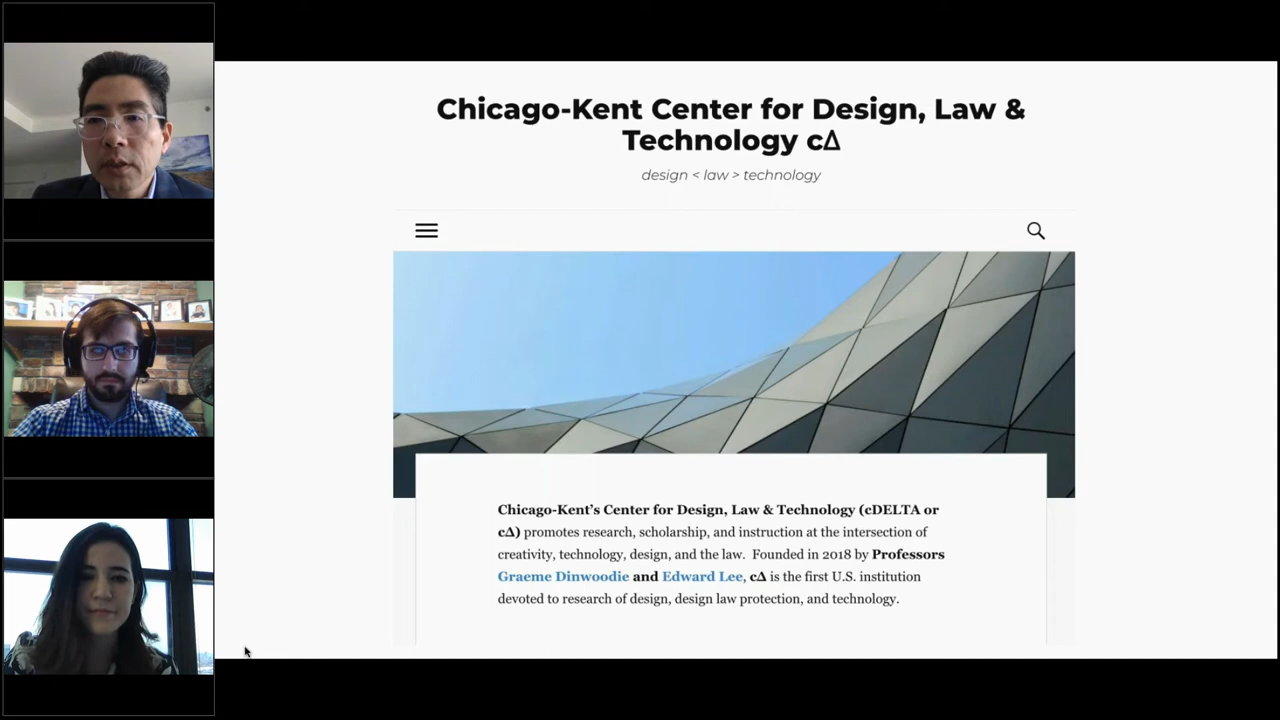 Chicago-Kent Center for Design, Law &
Technology c∆
design < law > technology
Chicago-Kent’s Center for Design, Law & Technology (cDELTA or
c∆) promotes research, scholarship, and instruction at the intersection of
creativity, technology, design, and the law.  Founded in 2018 by Professors
Graeme Dinwoodie and Edward Lee, c∆ is the first U.S. institution
devoted to research of design, design law protection, and technology.